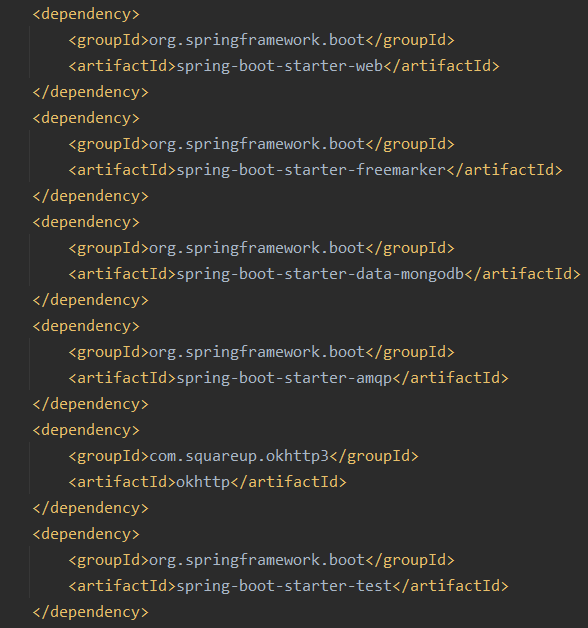 <dependency>
<groupId>org.springframework.boot</groupId>
<artifactId>spring-boot-starter-web</artifactId>
</dependency>
<dependency>
<groupId>org.springframework.boot</groupId>
<artifactId>spring-boot-starter-freemarker</artifactId>
</dependency>
<dependency>
<groupId>org.springframework.boot</groupId>
<artifactId>spring-boot-starter-data-mongodb</artifactId>
</dependency>
<dependency>
<groupId>org.springframework.boot</groupId>
<artifactId>spring-boot-starter-amqp</artifactId>
</dependency>
<dependency>
<groupId>com.squareup.okhttp3</groupId>
<artifactId>okhttp</artifactId>
</dependency>
<dependency>
<groupId>org.springframework.boot</groupId>
<artifactId>spring-boot-starter-test</artifactId>
</dependency>